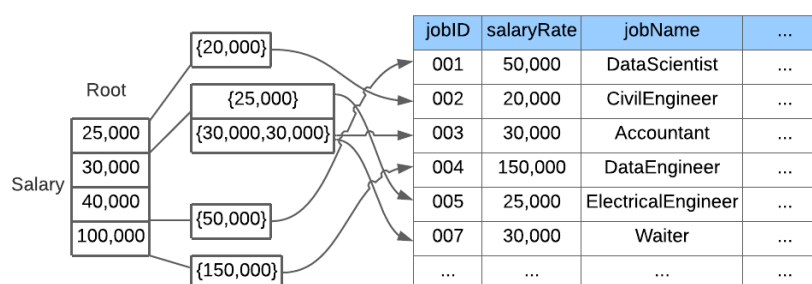 Root
Salary
25,000
30,000
40,000
100,000
{20,000}
{25,000}
{30,000,30,000}
{50,000}
{150,000}
jobID salaryRate jobName ...
001 50,000 DataScientist ...
002 20,000 CivilEngineer ...
003 30,000 Accountant ...
004 150,000 DataEngineer ...
005 25,000 ElectricalEngineer ...
007 30,000 Waiter ...
... ... ... ...